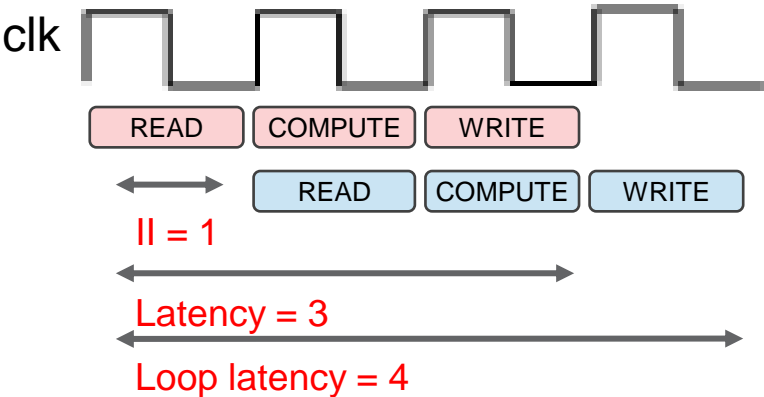 clk
READ COMPUTE WRITE
READ COMPUTE WRITE
II = 1
Latency = 3
Loop latency = 4